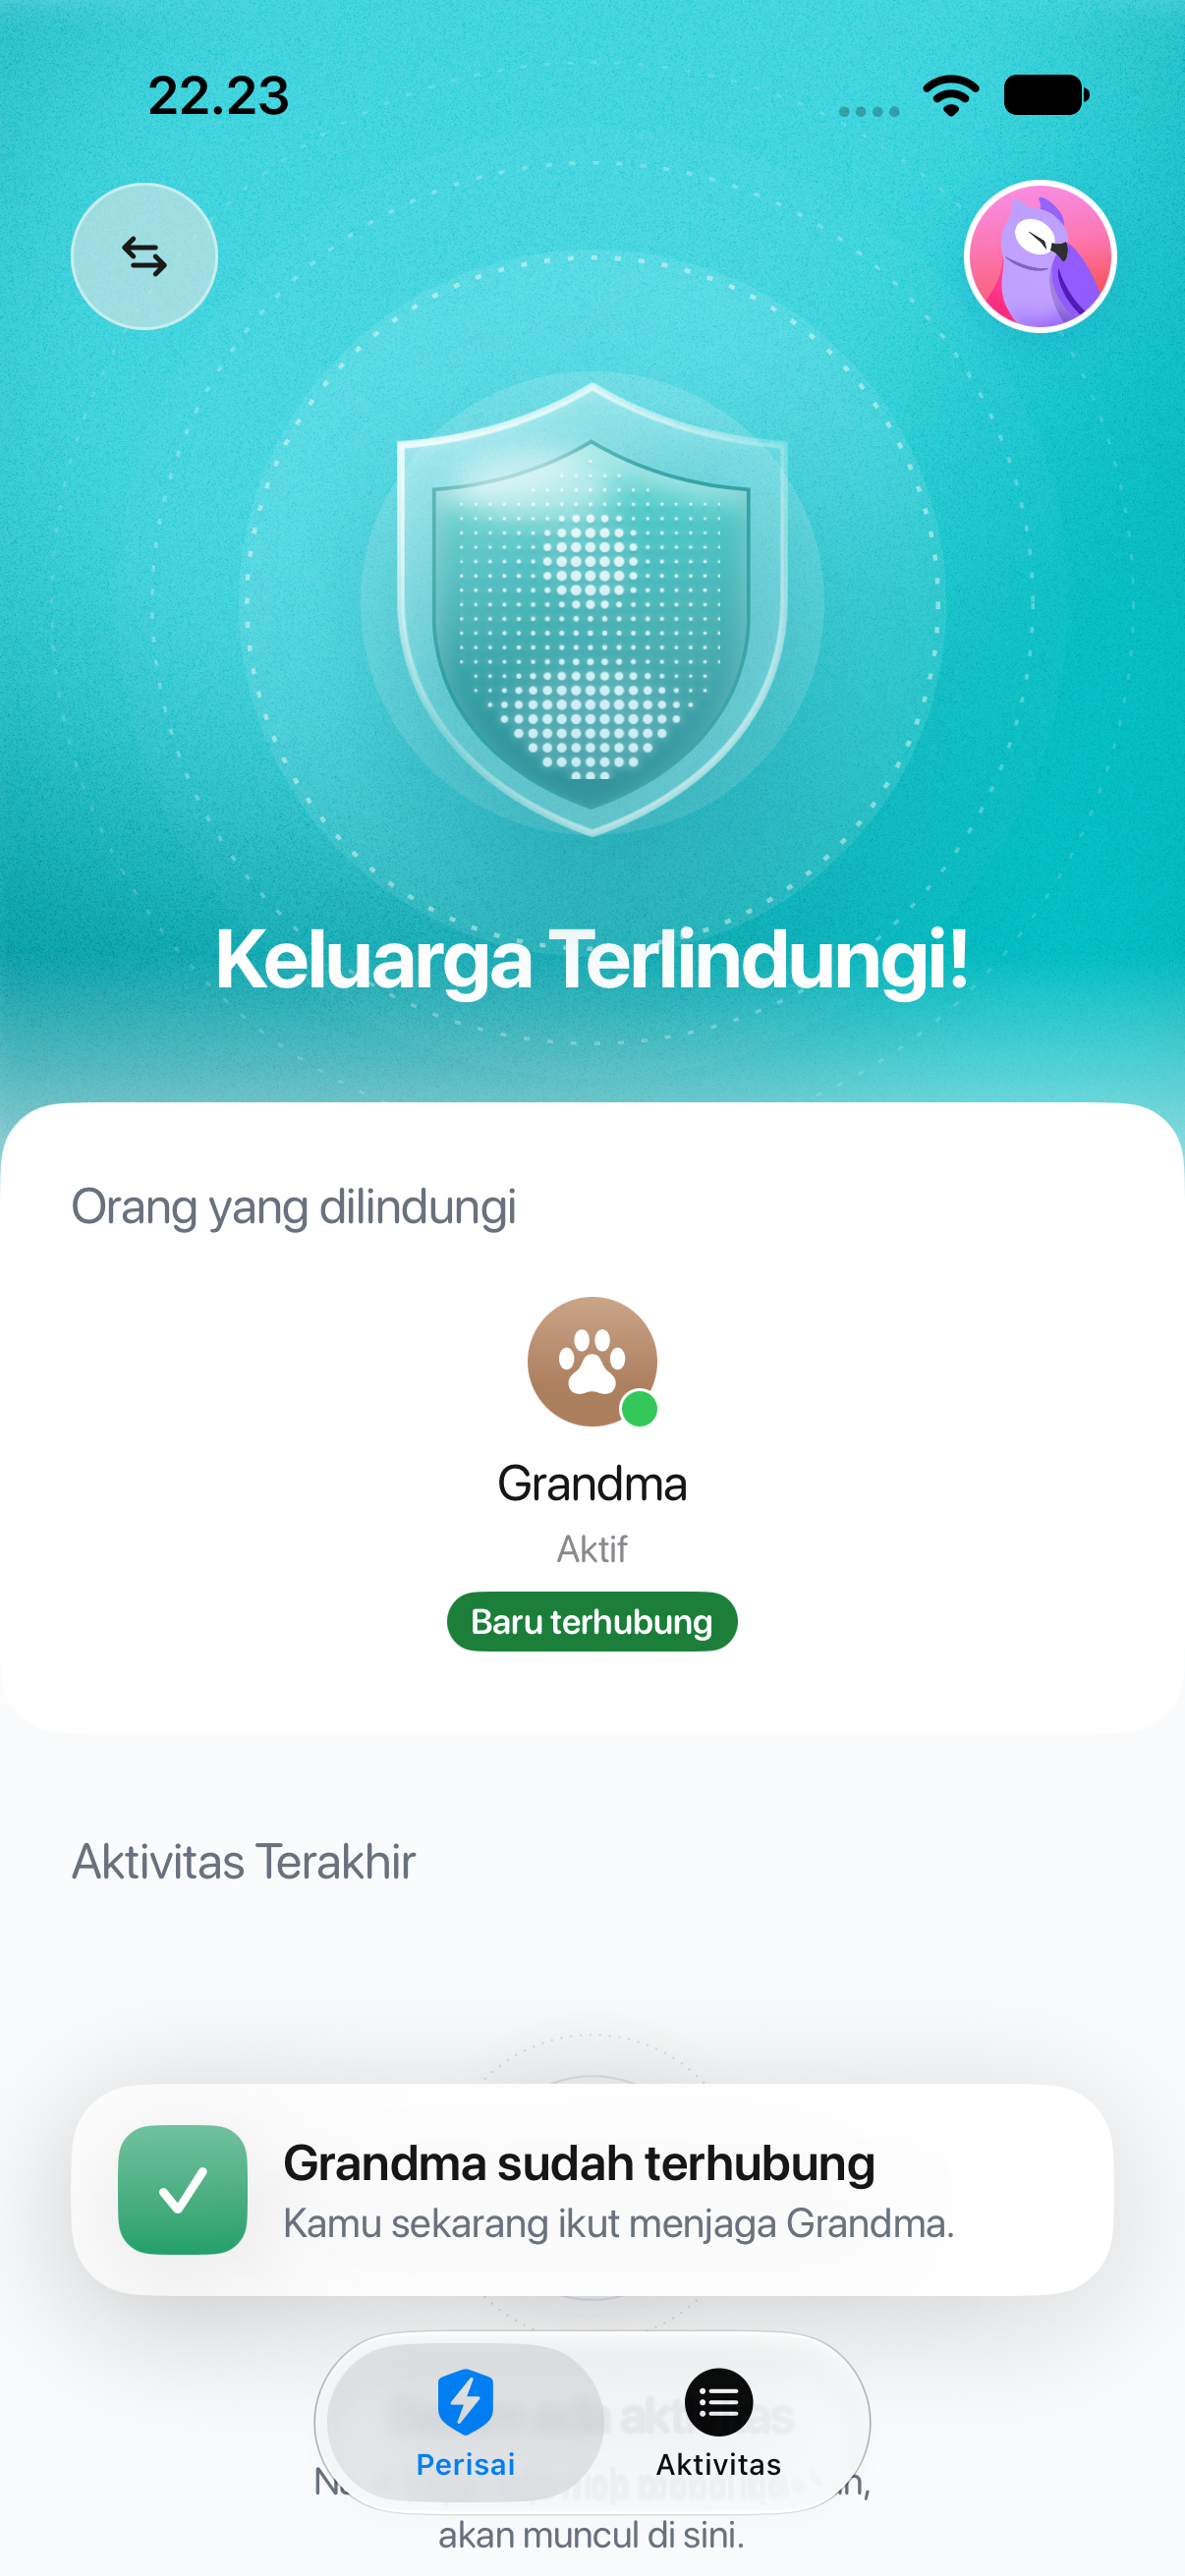 22.23
Keluarga Terlindungi!
Orang yang dilindungi
Grandma
Aktif
Baru terhubung
Aktivitas Terakhir
Grandma sudah terhubung
Kamu sekarang ikut menjaga Grandma.
Perisai
Aktivitas
akan muncul di sini.